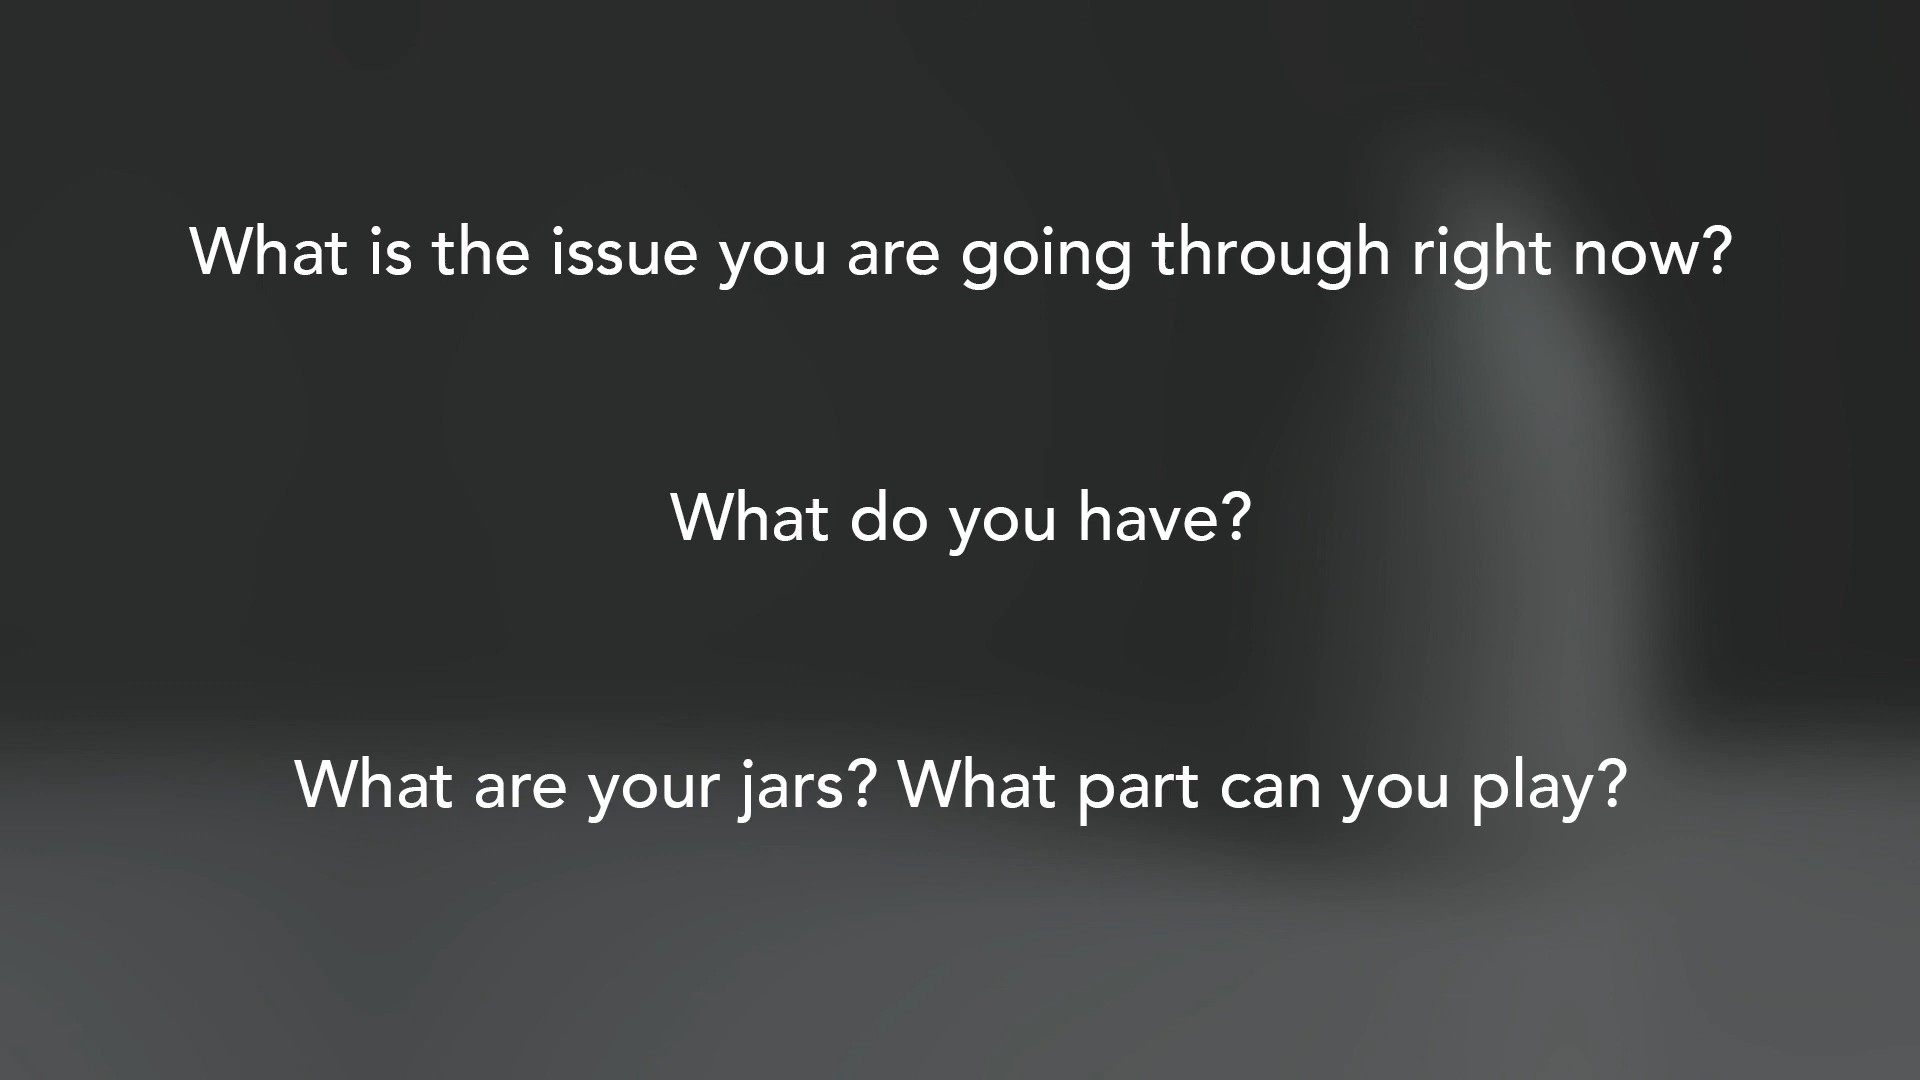 What is the issue you are going through right now?
What do you have?
What are your jars? What part can you play?